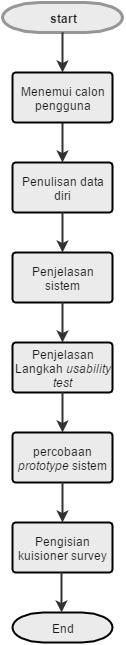 start
Menemui calon
pengguna
Penulisan data
diri
Penjelasan
sistem
Penjelasan
Langkah usability
test
percobaan
prototype sistem
Pengisian
kuisioner survey
End